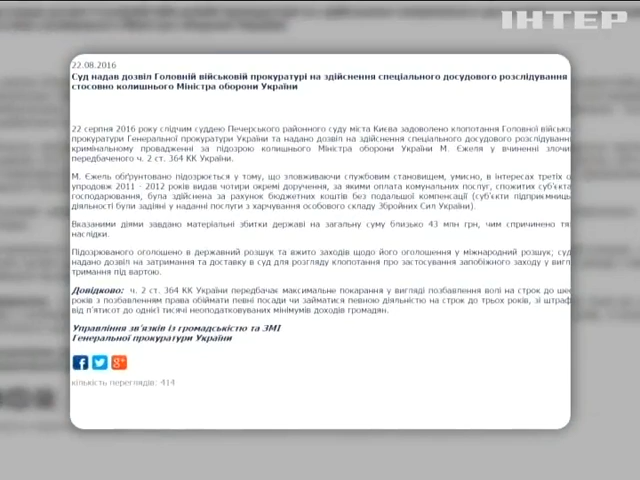 ІНТЕР
22.08.2016
Суд надав дозвіл Головній військовій прокуратурі на здійснення спеціального досудового розслідування
стосовно колишнього Міністра оборони України
22 серпня 2016 року слідчим суддею Печерського районного суду міста Києва задоволено клопотання Головної військо
прокуратури Генеральної прокуратури України та надано дозвіл на здійснення спеціального досудового розслідуванн
кримінальному провадженні за підозрою колишнього Міністра оборони України М. Єжеля у вчиненні злочин
передбаченого ч. 2 ст. 364 КК України.
М. Єжель обґрунтовано підозрюється у тому, що зловживаючи службовим становищем, умисно, в інтересах третіх о
упродовж 2011 - 2012 років видав чотири окремі доручення, за якими оплата комунальних послуг, спожитих суб'єкта
господарювання, була здійснена за рахунок бюджетних коштів без подальшої компенсації (суб'єкти підприємниць
діяльності були задіяні у наданні послуги з харчування особового складу Збройних Сил України).
Вказаними діями завдано матеріальні збитки державі на загальну суму близько 43 млн грн, чим спричинено тяж
наслідки.
Підозрюваного оголошено в державний розшук та вжито заходів щодо його оголошення у міжнародний розшук; суд
надано дозвіл на затримання та доставку в суд для розгляду клопотання про застосування запобіжного заходу у вигл
тримання під вартою.
Довідково: ч. 2 ст. 364 КК України передбачає максимальне покарання у вигляді позбавлення волі на строк до шес
років з позбавленням права обіймати певні посади чи займатися певною діяльністю на строк до трьох років, зі штраф
від п'ятисот до однієї тисячі неоподатковуваних мінімумів доходів громадян.
Управління зв'язків із громадськістю та ЗМІ
Генеральної прокуратури України
кількість переглядів: 414